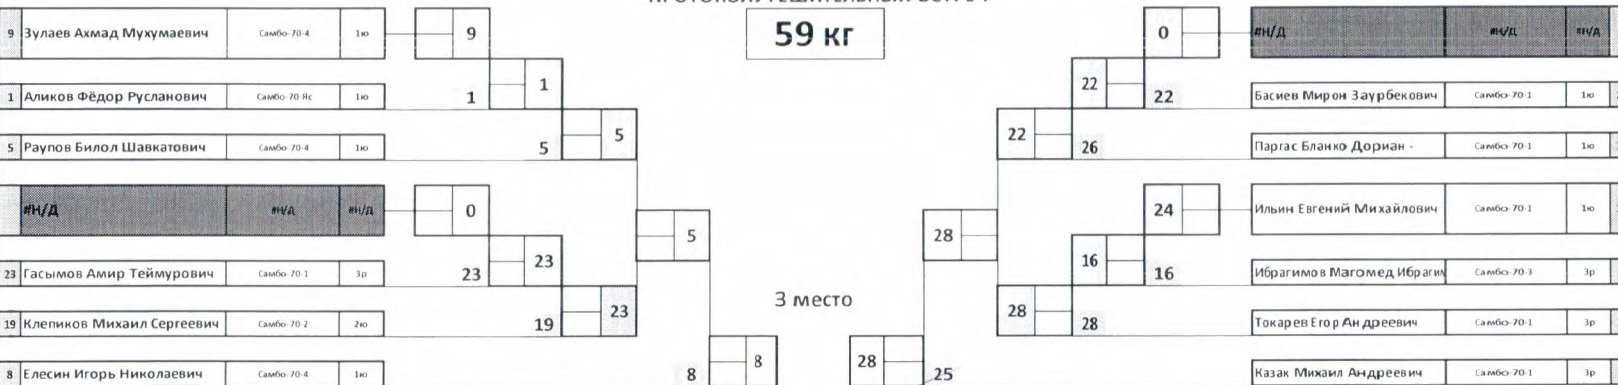 59 кг
9 Зулаев Ахмад Мухумаевич Самбо-70-4 1ю 9
1 Аликов Фёдор Русланович Самбо-70-Яс 1ю 1 1
5 Раупов Билол Шавкатович Самбо-70-4 1ю 5 5
#Н/Д #Н/Д #Н/Д 0
5
23 Гасымов Амир Теймурович Самбо-70-1 3р 23 23
19 Клепиков Михаил Сергеевич Самбо-70-2 2ю 19 23
8 Елесин Игорь Николаевич Самбо-70-4 1ю 8 8
3 место
0 #Н/Д #Н/Д #Н/Д
22 22 Басиев Мирон Заурбекович Самбо-70-1 1ю
22 26 Паргас Бланко Дориан - Самбо-70-1 1ю
28
24 Ильин Евгений Михайлович Самбо-70-1 1ю
16 16 Ибрагимов Магомед Ибраги Самбо-70-3 3р
28 28 Токарев Егор Андреевич Самбо-70-1 3р
28 25 Казак Михаил Андреевич Самбо-70-1 3р